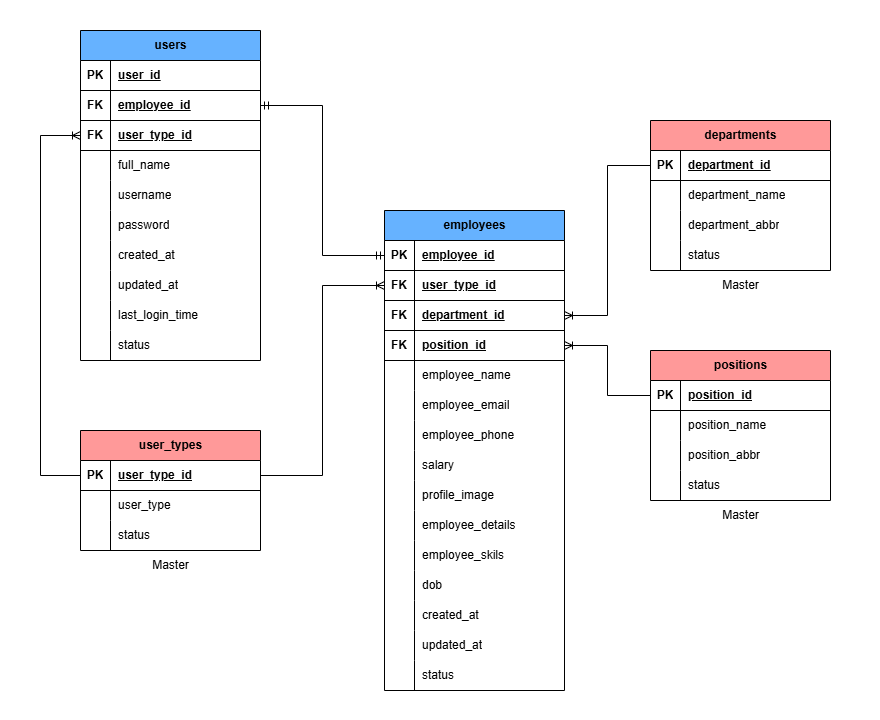 users
PK user_id
FK employee_id
FK user_type_id
full_name
username
password
created_at
updated_at
last_login_time
status
user_types
PK user_type_id
user_type
status
Master
employees
PK employee_id
FK user_type_id
FK department_id
FK position_id
employee_name
employee_email
employee_phone
salary
profile_image
employee_details
employee_skils
dob
created_at
updated_at
status
departments
PK department_id
department_name
department_abbr
status
Master
positions
PK position_id
position_name
position_abbr
status
Master